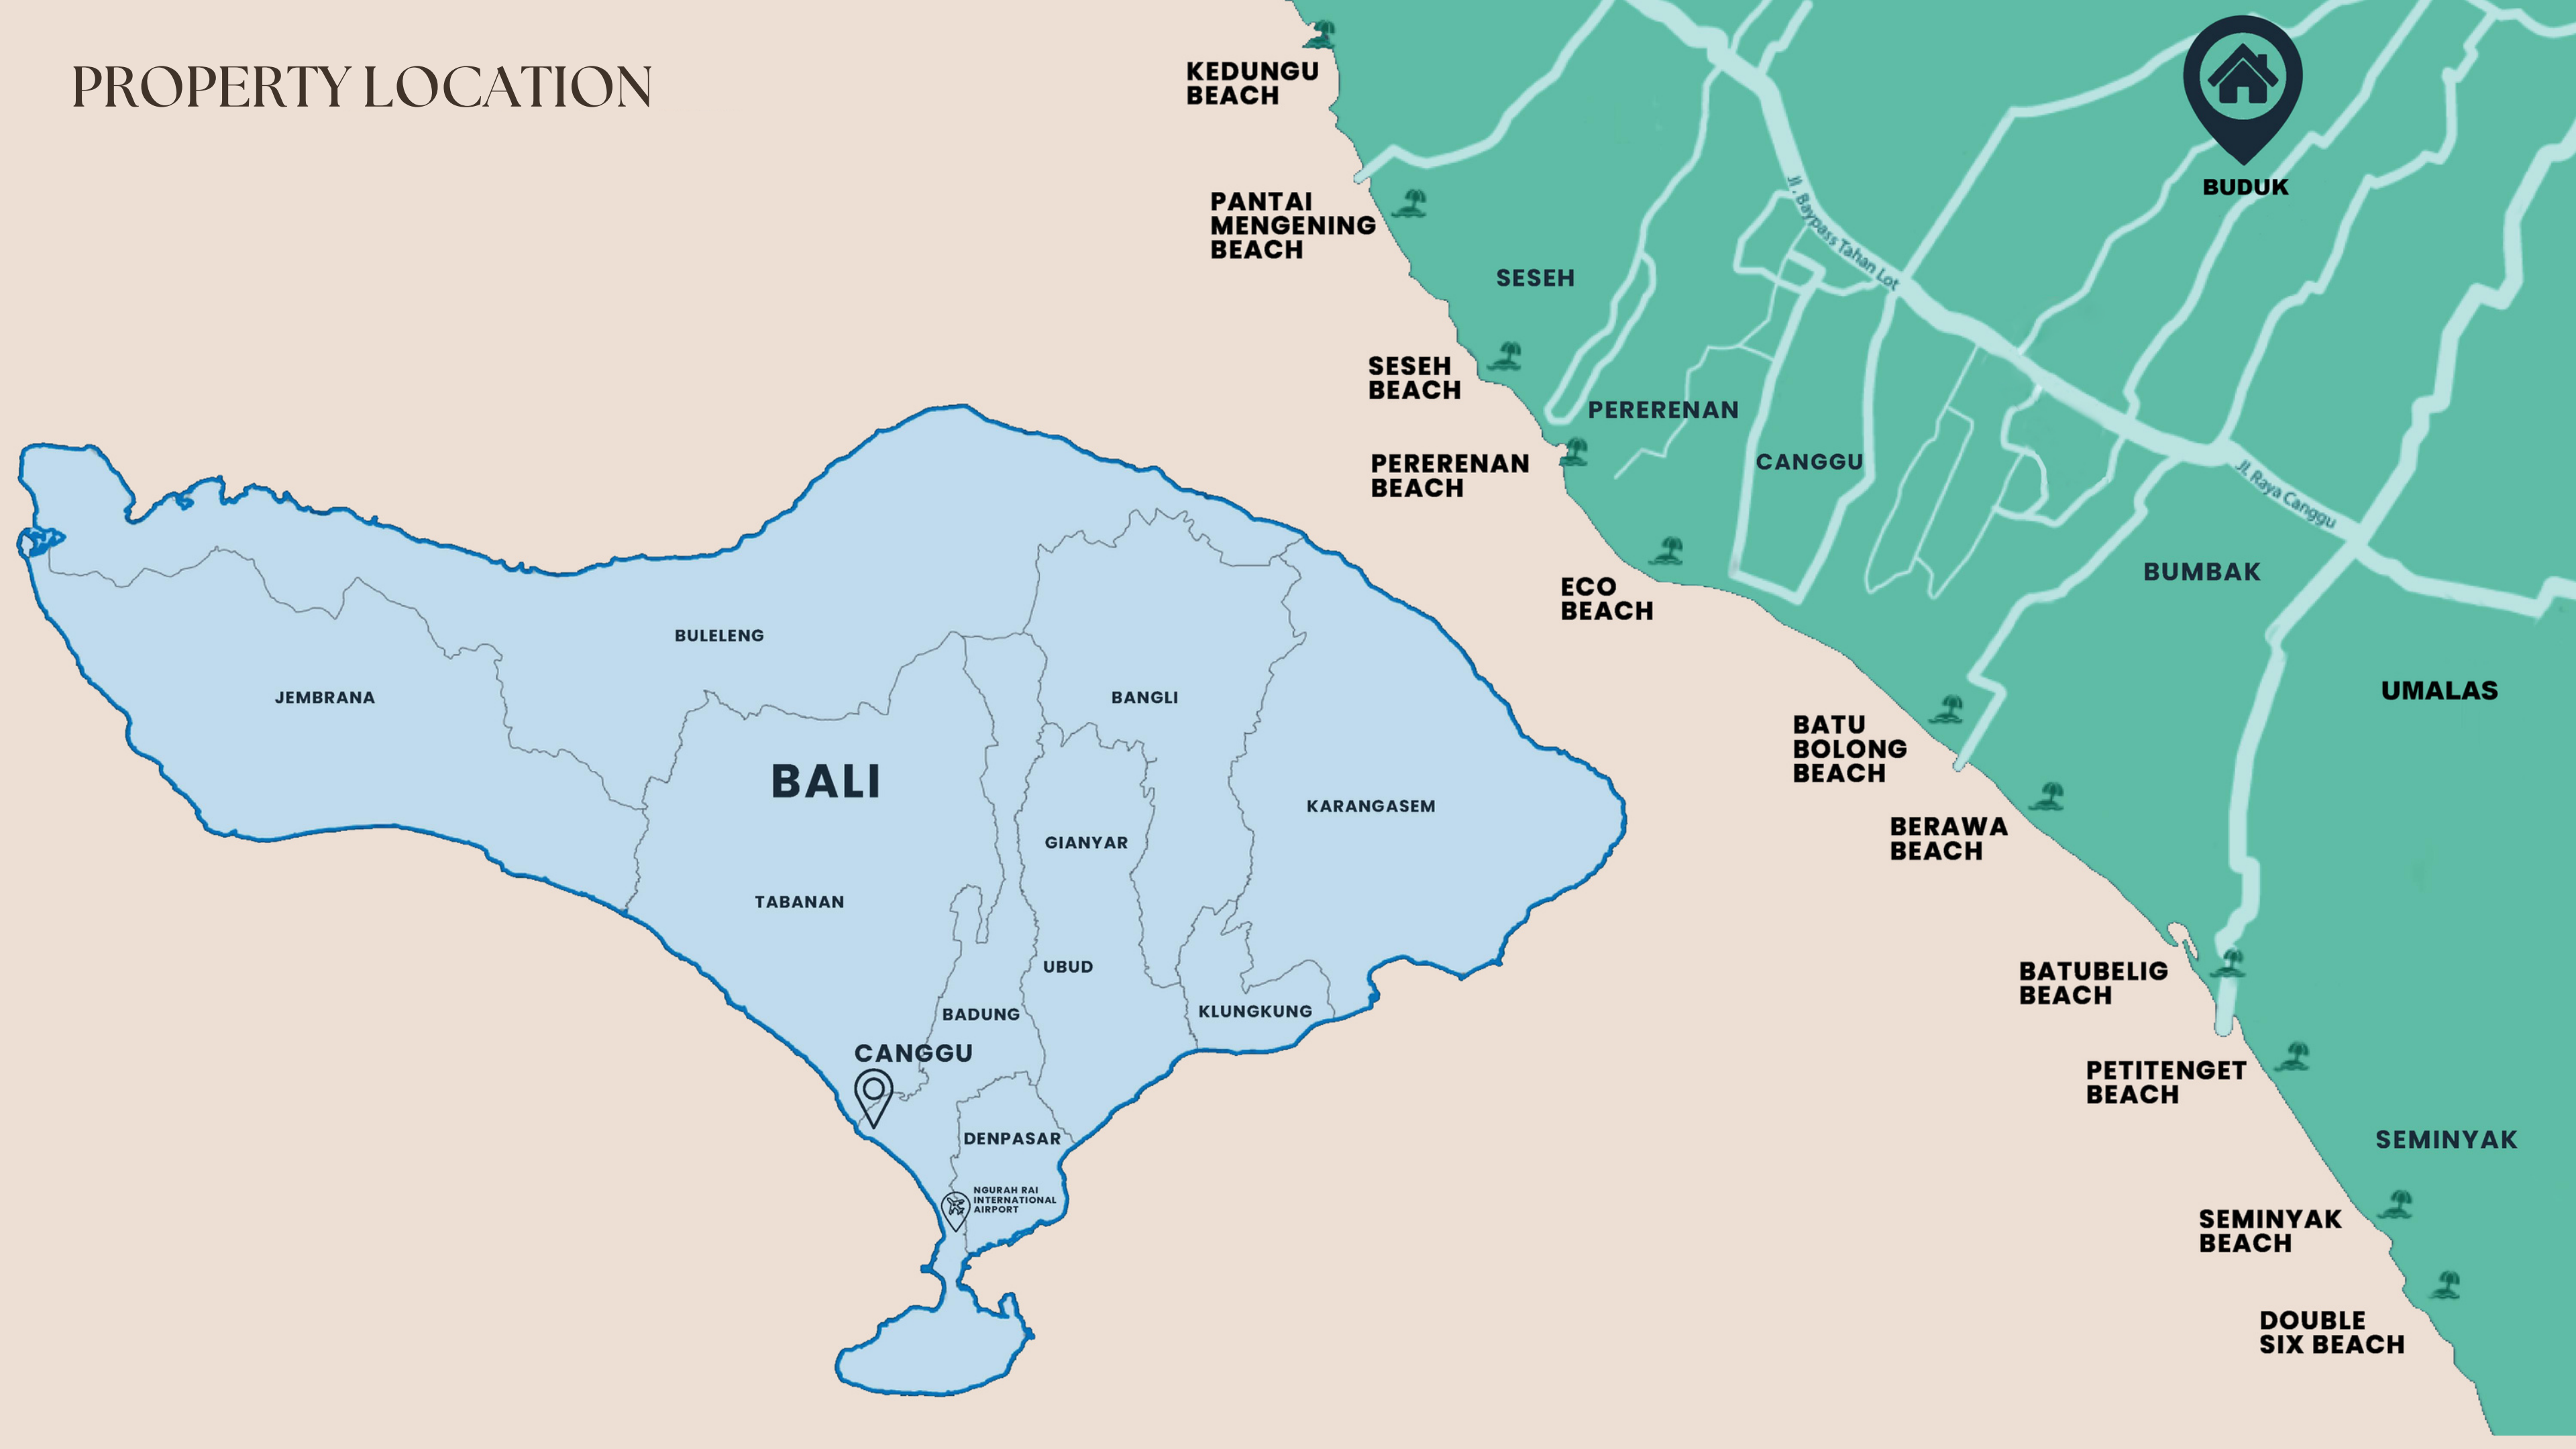 PROPERTY LOCATION
KEDUNGU
BEACH
BUDUK
PANTAI
MENGENING
BEACH
Jl. Baypass Tahan Lot
SESEH
SESEH
BEACH
PERERENAN
PERERENAN
BEACH
CANGGU
Jl. Raya Canggu
ECO
BEACH
BUMBAK
UMALAS
BATU
BOLONG
BEACH
BERAWA
BEACH
BATUBELIG
BEACH
PETITENGET
BEACH
SEMINYAK
SEMINYAK
BEACH
DOUBLE
SIX BEACH
BULELENG
JEMBRANA
BANGLI
BALI
KARANGASEM
GIANYAR
TABANAN
UBUD
BADUNG
KLUNGKUNG
CANGGU
DENPASAR
NGURAH RAI
INTERNATIONAL
AIRPORT